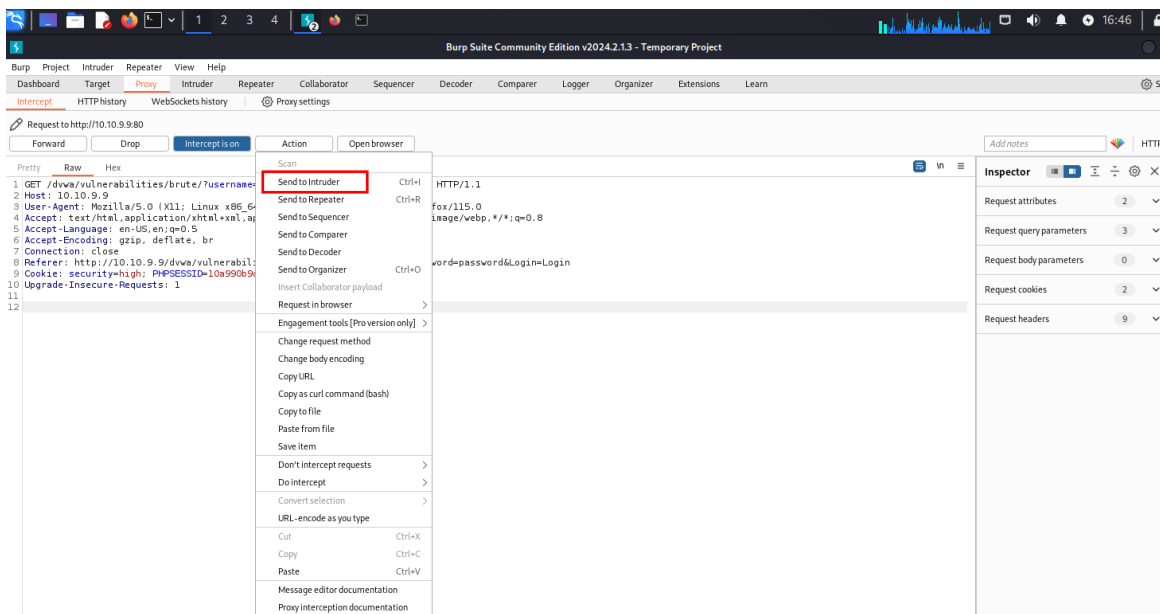 1 2 3 4 16:46
Burp Suite Community Edition v2024.2.1.3 - Temporary Project
Burp Project Intruder Repeater View Help
Dashboard Target Proxy Intruder Repeater Collaborator Sequencer Decoder Comparer Logger Organizer Extensions Learn
Intercept HTTP history WebSockets history Proxy settings
Request to http://10.10.9.9:80
Forward Drop Intercept is on Action Open browser Add notes
Pretty Raw Hex
1 GET /dvwa/vulnerabilities/brute/?username= HTTP/1.1
2 Host: 10.10.9.9
3 User-Agent: Mozilla/5.0 (X11; Linux fox/115.0
4 Accept: text/html,application/xhtml+xml, image/webp,*/*;q=0.8
5 Accept-Language: en-US,en;q=0.5
6 Accept-Encoding: gzip, deflate, br
7 Connection: close
8 Referer: word=password&Login=Login
9 Cookie: security=high;
10 Upgrade-Insecure-Requests: 1
11
12
Scan
Send to Intruder Ctrl+I
Send to Repeater Ctrl+R
Send to Sequencer
Send to Comparer
Send to Decoder
Send to Organizer Ctrl+O
Insert Collaborator payload
Request in browser
Engagement tools [Pro version only]
Change request method
Change body encoding
Copy URL
Copy as curl command (bash)
Copy to file
Paste from file
Save item
Don't intercept requests
Do intercept
Convert selection
URL-encode as you type
Cut Ctrl+X
Copy Ctrl+C
Paste Ctrl+V
Message editor documentation
Proxy interception documentation
\n
Inspector
Request attributes 2
Request query parameters 3
Request body parameters 0
Request cookies 2
Request headers 9